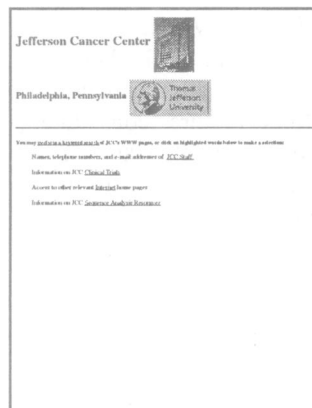 Jefferson Cancer Center
Philadelphia, Pennsylvania
Thomas
Jefferson
University
You may perform a keyword search of JCC's WWW pages, or click on highlighted words below to make a selection:
Names, telephone numbers, and e-mail addresses of JCC Staff
Information on JCC Clinical Trials
Access to other relevant Internet home pages
Information on JCC Sequence Analysis Resources